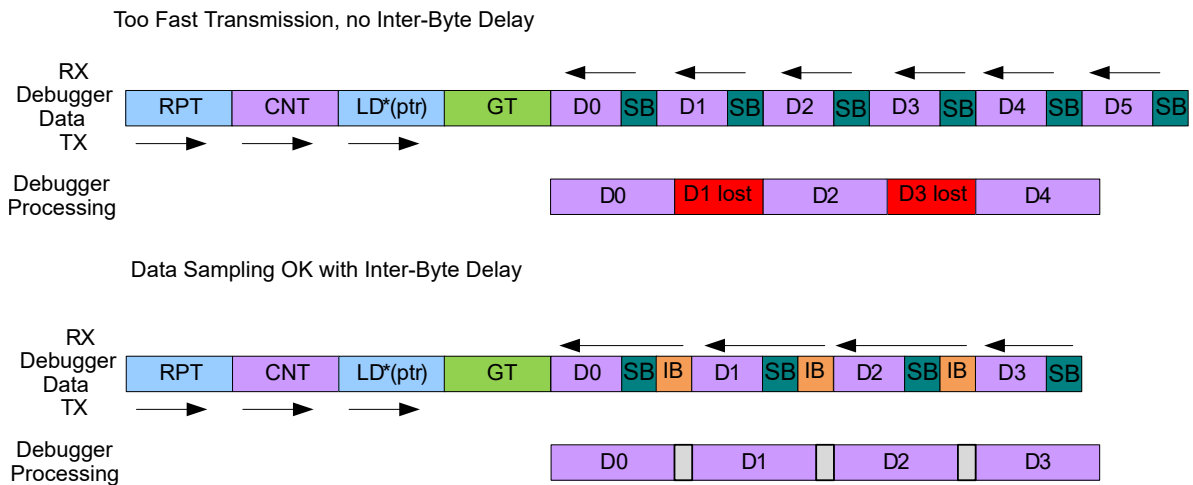 Too Fast Transmission, no Inter-Byte Delay
RX
Debugger
Data
TX
RPT CNT LD*(ptr) GT D0 SB D1 SB D2 SB D3 SB D4 SB D5 SB
Debugger
Processing
D0 D1 lost D2 D3 lost D4
Data Sampling OK with Inter-Byte Delay
RX
Debugger
Data
TX
RPT CNT LD*(ptr) GT D0 SB IB D1 SB IB D2 SB IB D3 SB
Debugger
Processing
D0 D1 D2 D3